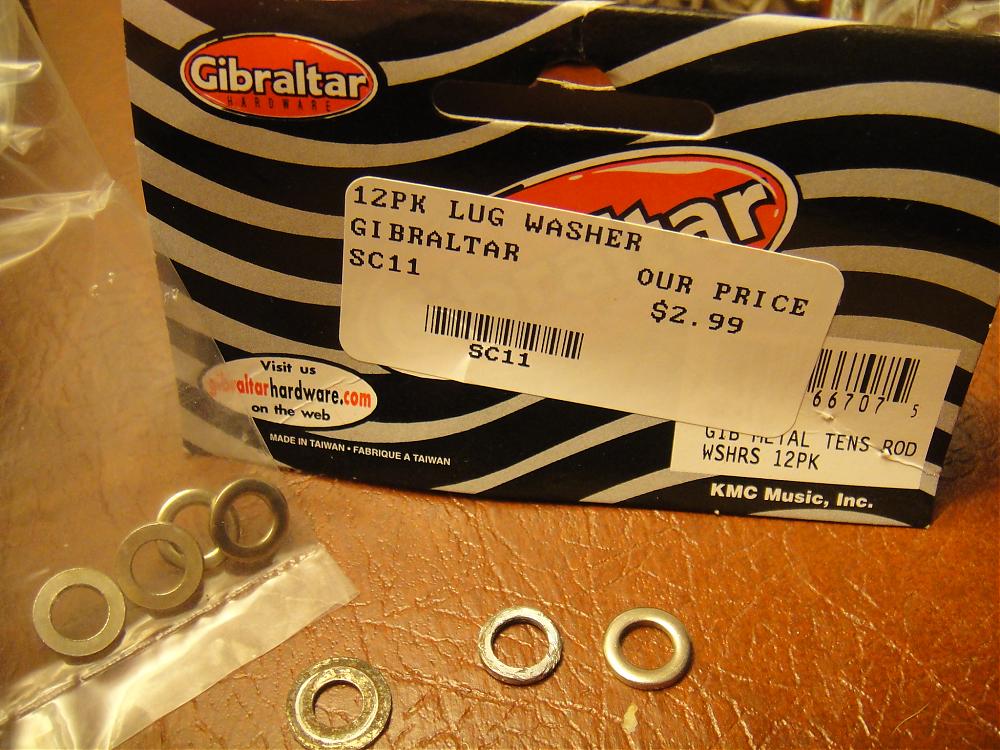 Gibraltar
HARDWARE
12PK LUG WASHER
GIBRALTAR
SC11
OUR PRICE
$2.99
SC11
Visit us
gibraltarhardware.com
on the web
MADE IN TAIWAN • FABRIQUE A TAIWAN
66707 5
GIB METAL TENS ROD
WSHRS 12PK
KMC Music, Inc.